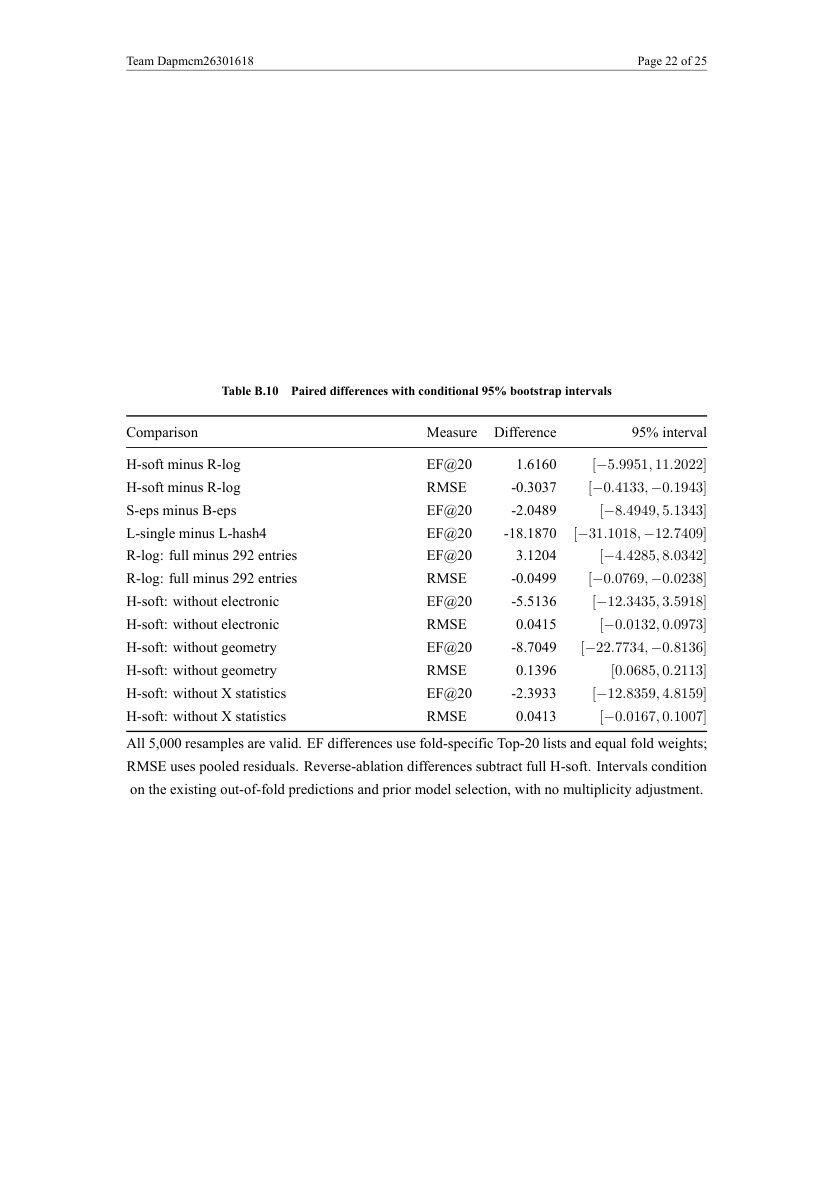 Team Dapmcm26301618 Page 22 of 25
Table B.10 Paired differences with conditional 95% bootstrap intervals
Comparison Measure Difference 95% interval
H-soft minus R-log EF@20 1.6160 [−5.9951, 11.2022]
H-soft minus R-log RMSE -0.3037 [−0.4133, −0.1943]
S-eps minus B-eps EF@20 -2.0489 [−8.4949, 5.1343]
L-single minus L-hash4 EF@20 -18.1870 [−31.1018, −12.7409]
R-log: full minus 292 entries EF@20 3.1204 [−4.4285, 8.0342]
R-log: full minus 292 entries RMSE -0.0499 [−0.0769, −0.0238]
H-soft: without electronic EF@20 -5.5136 [−12.3435, 3.5918]
H-soft: without electronic RMSE 0.0415 [−0.0132, 0.0973]
H-soft: without geometry EF@20 -8.7049 [−22.7734, −0.8136]
H-soft: without geometry RMSE 0.1396 [0.0685, 0.2113]
H-soft: without X statistics EF@20 -2.3933 [−12.8359, 4.8159]
H-soft: without X statistics RMSE 0.0413 [−0.0167, 0.1007]
All 5,000 resamples are valid. EF differences use fold-specific Top-20 lists and equal fold weights;
RMSE uses pooled residuals. Reverse-ablation differences subtract full H-soft. Intervals condition
on the existing out-of-fold predictions and prior model selection, with no multiplicity adjustment.